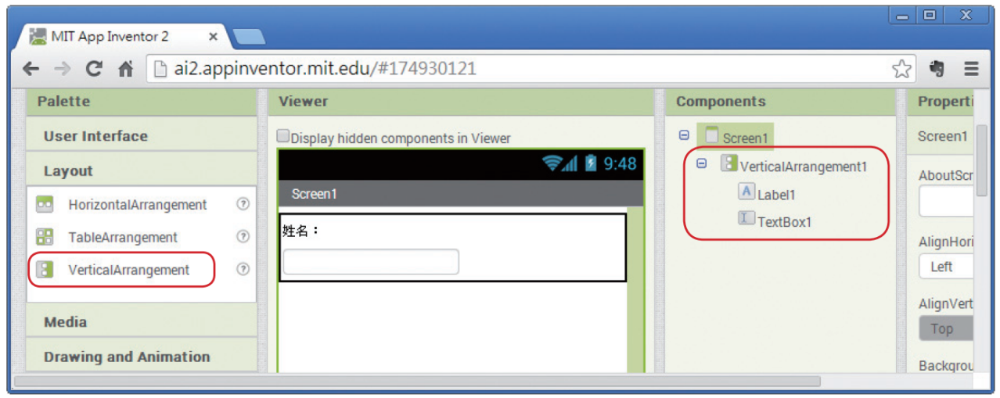 MIT App Inventor 2
ai2.appinventor.mit.edu/#174930121
Palette
User Interface
Layout
HorizontalArrangement
TableArrangement
VerticalArrangement
Media
Drawing and Animation
Viewer
Display hidden components in Viewer
9:48
Screen1
姓名：
Components
Screen1
VerticalArrangement1
Label1
TextBox1
Properti
Screen1
AboutScr
AlignHori
Left
AlignVert
Top
Backgrou